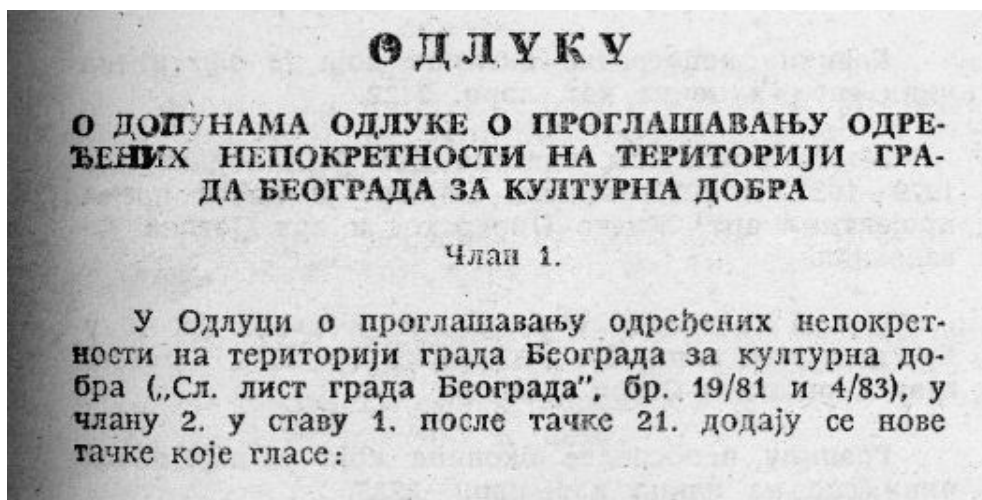 ОДЛУКУ
О ДОПУНАМА ОДЛУКЕ О ПРОГЛАШАВАЊУ ОДРЕ-
ЂЕНИХ НЕПОКРЕТНОСТИ НА ТЕРИТОРИЈИ ГРА-
ДА БЕОГРАДА ЗА КУЛТУРНА ДОБРА
Члан 1.
У Одлуци о проглашавању одређених непокрет-
ности на територији града Београда за културна до-
бра („Сл. лист града Београда", бр. 19/81 и 4/83), у
члану 2. у ставу 1. после тачке 21. додају се нове
тачке које гласе: